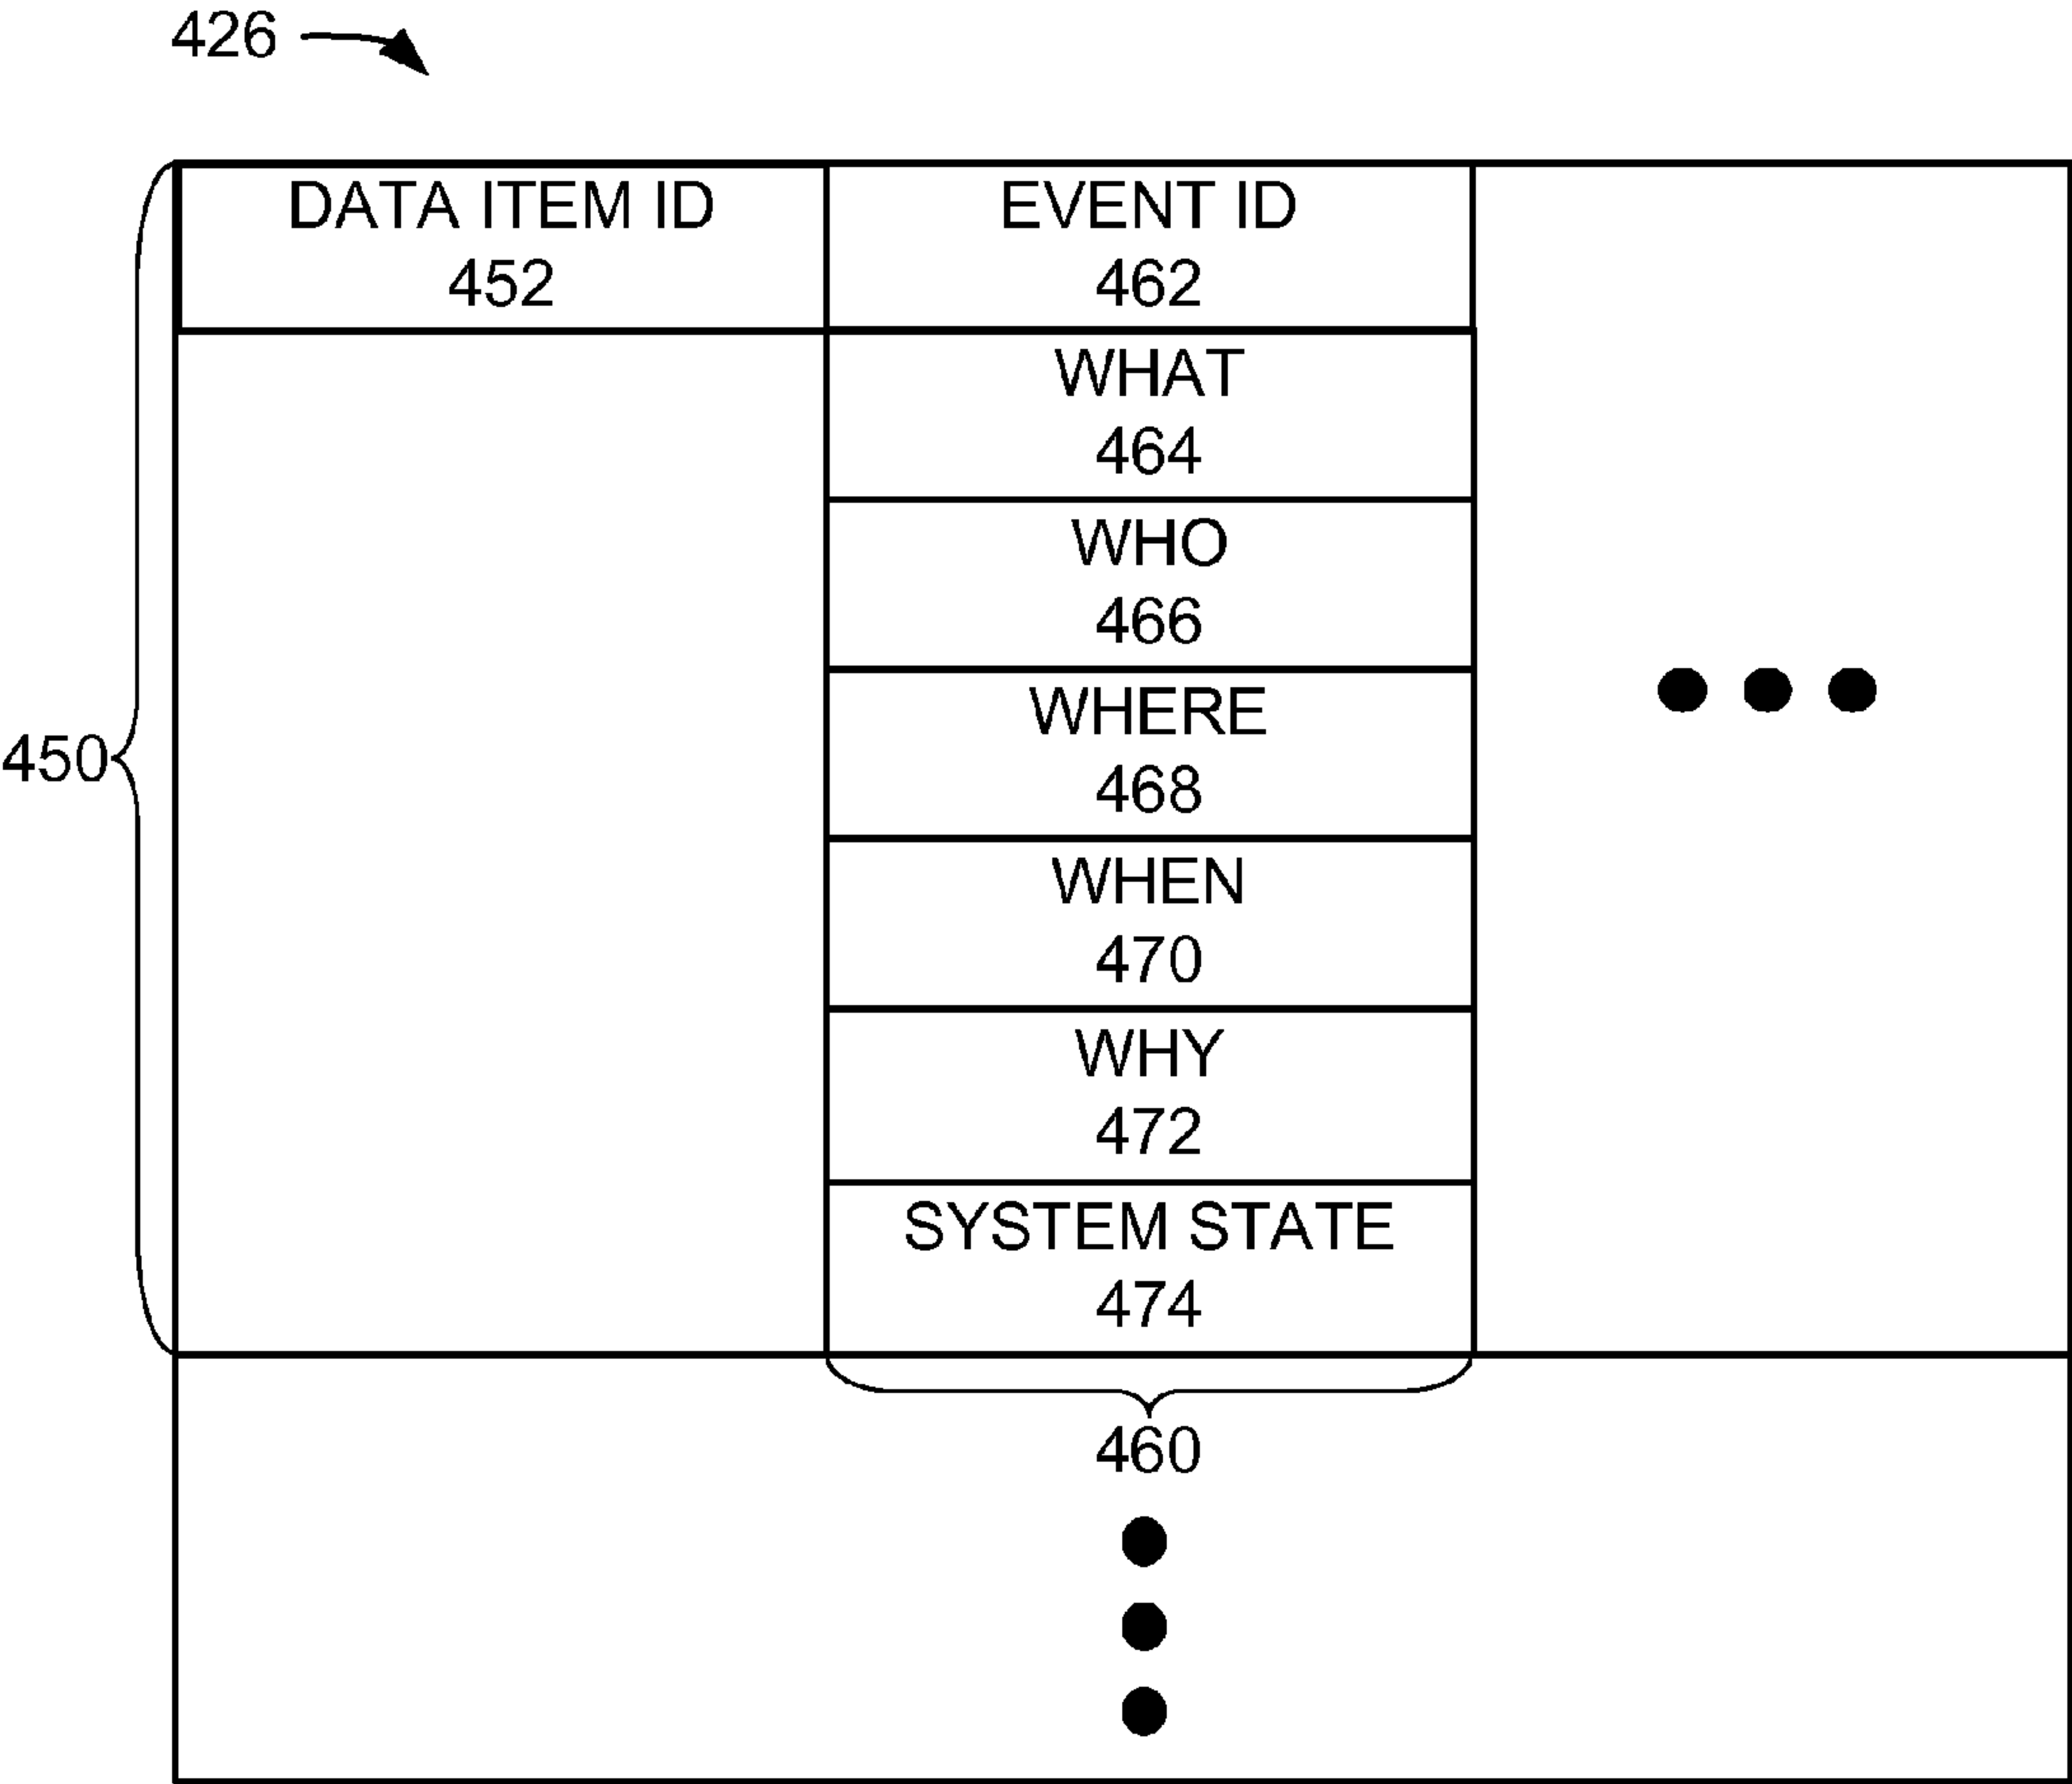 426
DATA ITEM ID
452
EVENT ID
462
WHAT
464
WHO
466
WHERE
468
450
WHEN
470
WHY
472
SYSTEM STATE
474
460